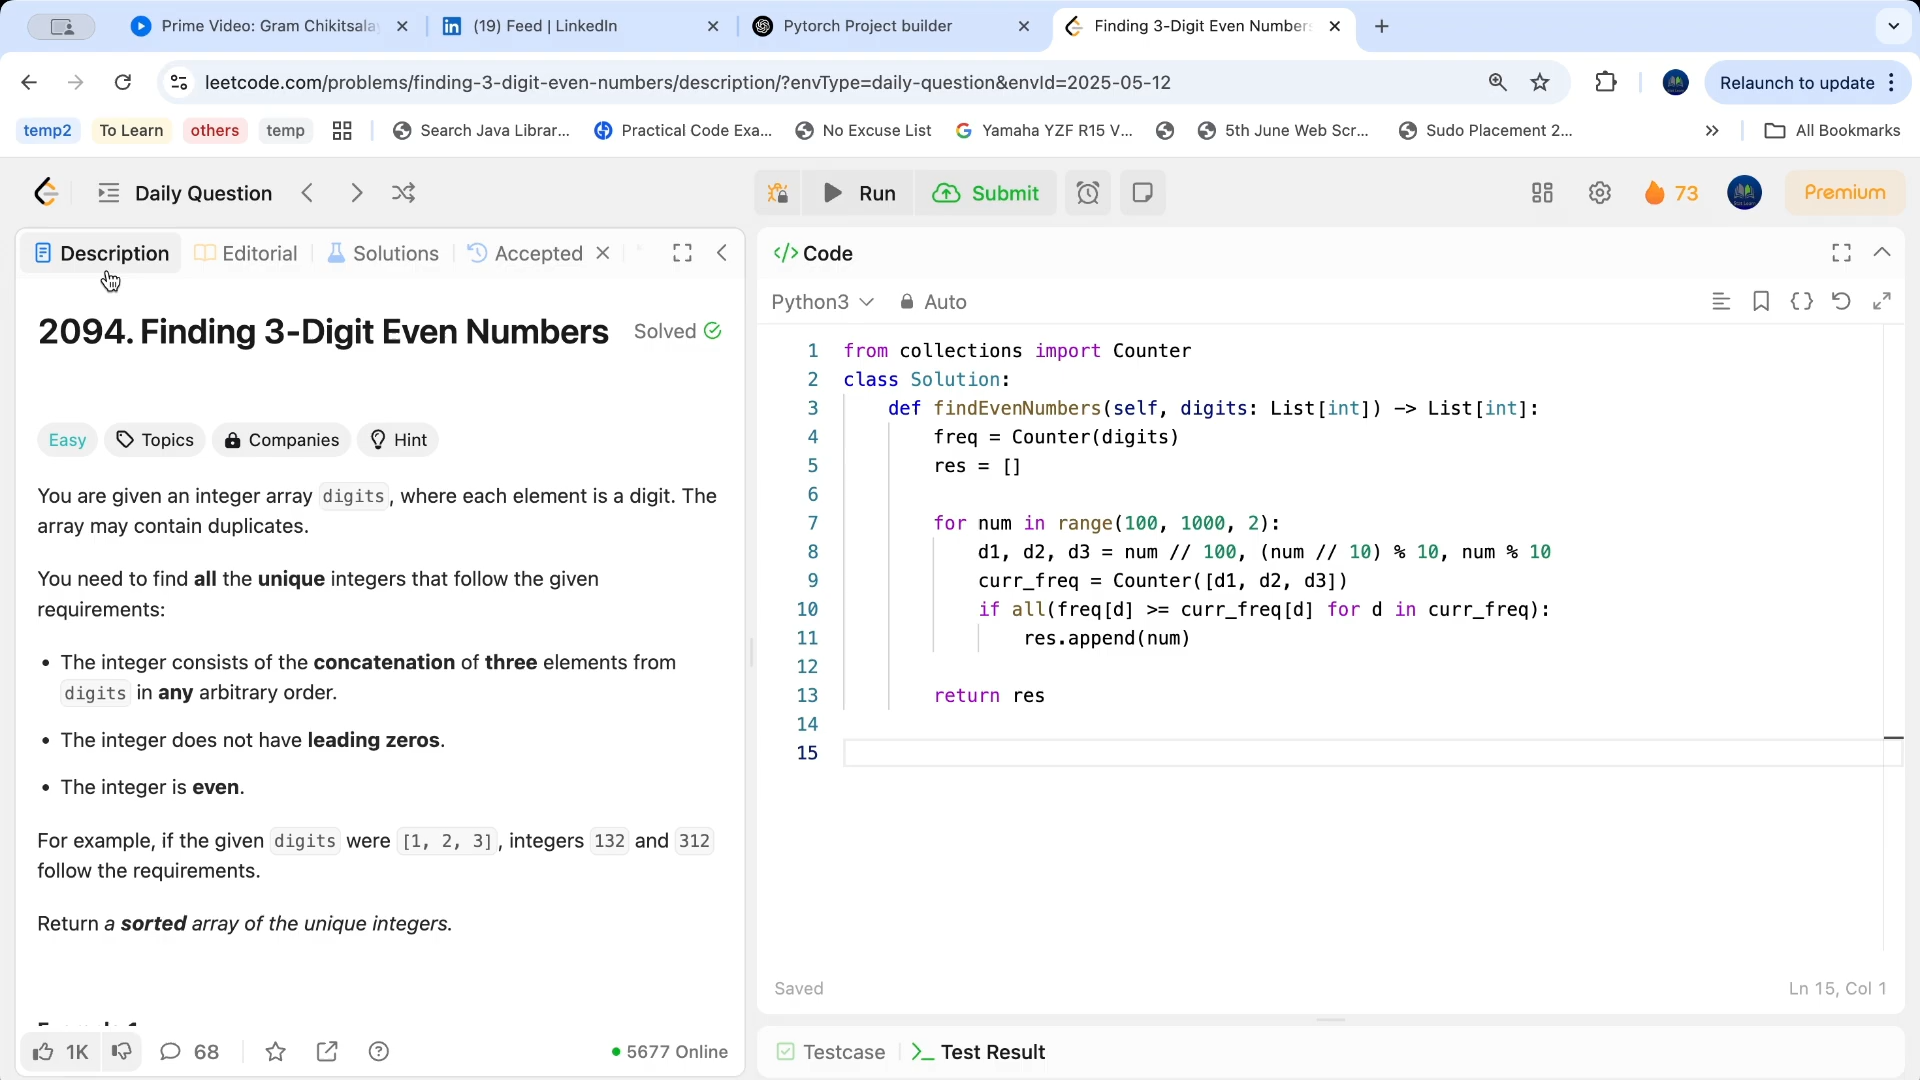 Prime Video: Gram Chikitsala
(19) Feed | LinkedIn
Pytorch Project builder
Finding 3-Digit Even Numbers
leetcode.com/problems/finding-3-digit-even-numbers/description/?envType=daily-question&envId=2025-05-12
Relaunch to update
temp2
To Learn
others
temp
Search Java Librar...
Practical Code Exa...
No Excuse List
Yamaha YZF R15 V...
5th June Web Scr...
Sudo Placement 2...
All Bookmarks
Daily Question
Run
Submit
73
Premium
Description
Editorial
Solutions
Accepted
2094. Finding 3-Digit Even Numbers
Solved
Easy
Topics
Companies
Hint
You are given an integer array digits, where each element is a digit. The
array may contain duplicates.
You need to find all the unique integers that follow the given
requirements:
• The integer consists of the concatenation of three elements from
digits in any arbitrary order.
• The integer does not have leading zeros.
• The integer is even.
For example, if the given digits were [1, 2, 3], integers 132 and 312
follow the requirements.
Return a sorted array of the unique integers.
1K
68
5677 Online
</> Code
Python3
Auto
1 from collections import Counter
2 class Solution:
3 def findEvenNumbers(self, digits: List[int]) -> List[int]:
4 freq = Counter(digits)
5 res = []
6
7 for num in range(100, 1000, 2):
8 d1, d2, d3 = num // 100, (num // 10) % 10, num % 10
9 curr_freq = Counter([d1, d2, d3])
10 if all(freq[d] >= curr_freq[d] for d in curr_freq):
11 res.append(num)
12
13 return res
14
15
Saved
Ln 15, Col 1
Testcase
Test Result